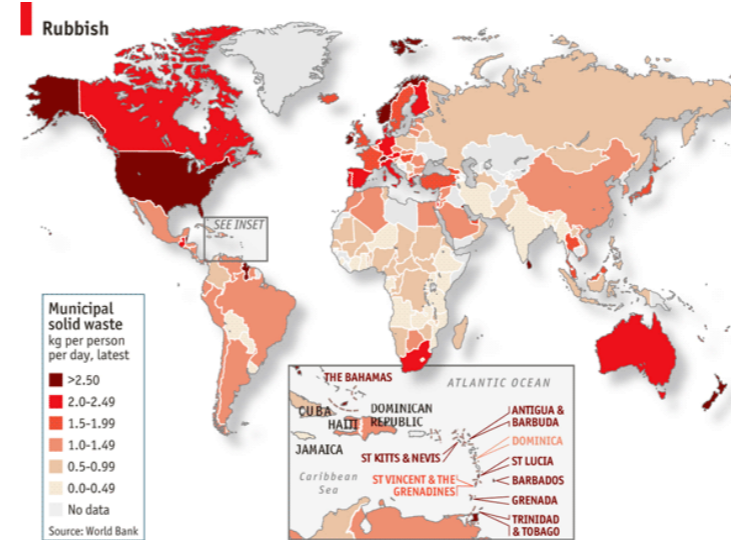 Rubbish
SEE INSET
Municipal
solid waste
kg per person
per day, latest
>2.50
2.0-2.49
1.5-1.99
1.0-1.49
0.5-0.99
0.0-0.49
No data
Source: World Bank
THE BAHAMAS
ATLANTIC OCEAN
CUBA
HAITI
DOMINICAN
REPUBLIC
JAMAICA
Caribbean
Sea
ST KITTS & NEVIS
ST VINCENT & THE
GRENADINES
ANTIGUA &
BARBUDA
DOMINICA
ST LUCIA
BARBADOS
GRENADA
TRINIDAD
& TOBAGO